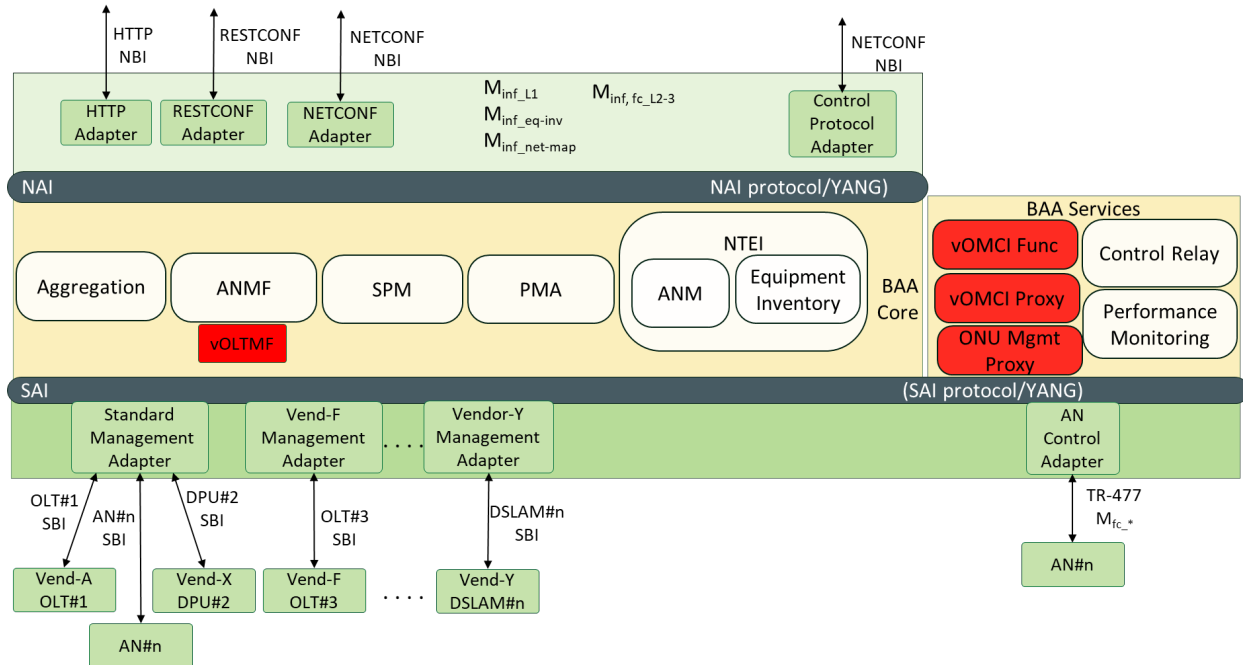 HTTP
NBI
RESTCONF
NBI
NETCONF
NBI
NETCONF
NBI
HTTP
Adapter
RESTCONF
Adapter
NETCONF
Adapter
Minf_L1
Minf, fc_L2-3
Minf_eq-inv
Minf_net-map
Control
Protocol
Adapter
NAI
NAI protocol/YANG)
BAA Services
Aggregation
ANMF
vOLTMF
SPM
PMA
NTEI
ANM
Equipment
Inventory
BAA
Core
vOMCI Func
vOMCI Proxy
ONU Mgmt
Proxy
Control Relay
Performance
Monitoring
SAI
(SAI protocol/YANG)
Standard
Management
Adapter
Vend-F
Management
Adapter
. . . .
Vendor-Y
Management
Adapter
AN
Control
Adapter
OLT#1
SBI
AN#n
SBI
DPU#2
SBI
OLT#3
SBI
DSLAM#n
SBI
TR-477
Mfc_*
Vend-A
OLT#1
Vend-X
DPU#2
Vend-F
OLT#3
. . . .
Vend-Y
DSLAM#n
AN#n
AN#n